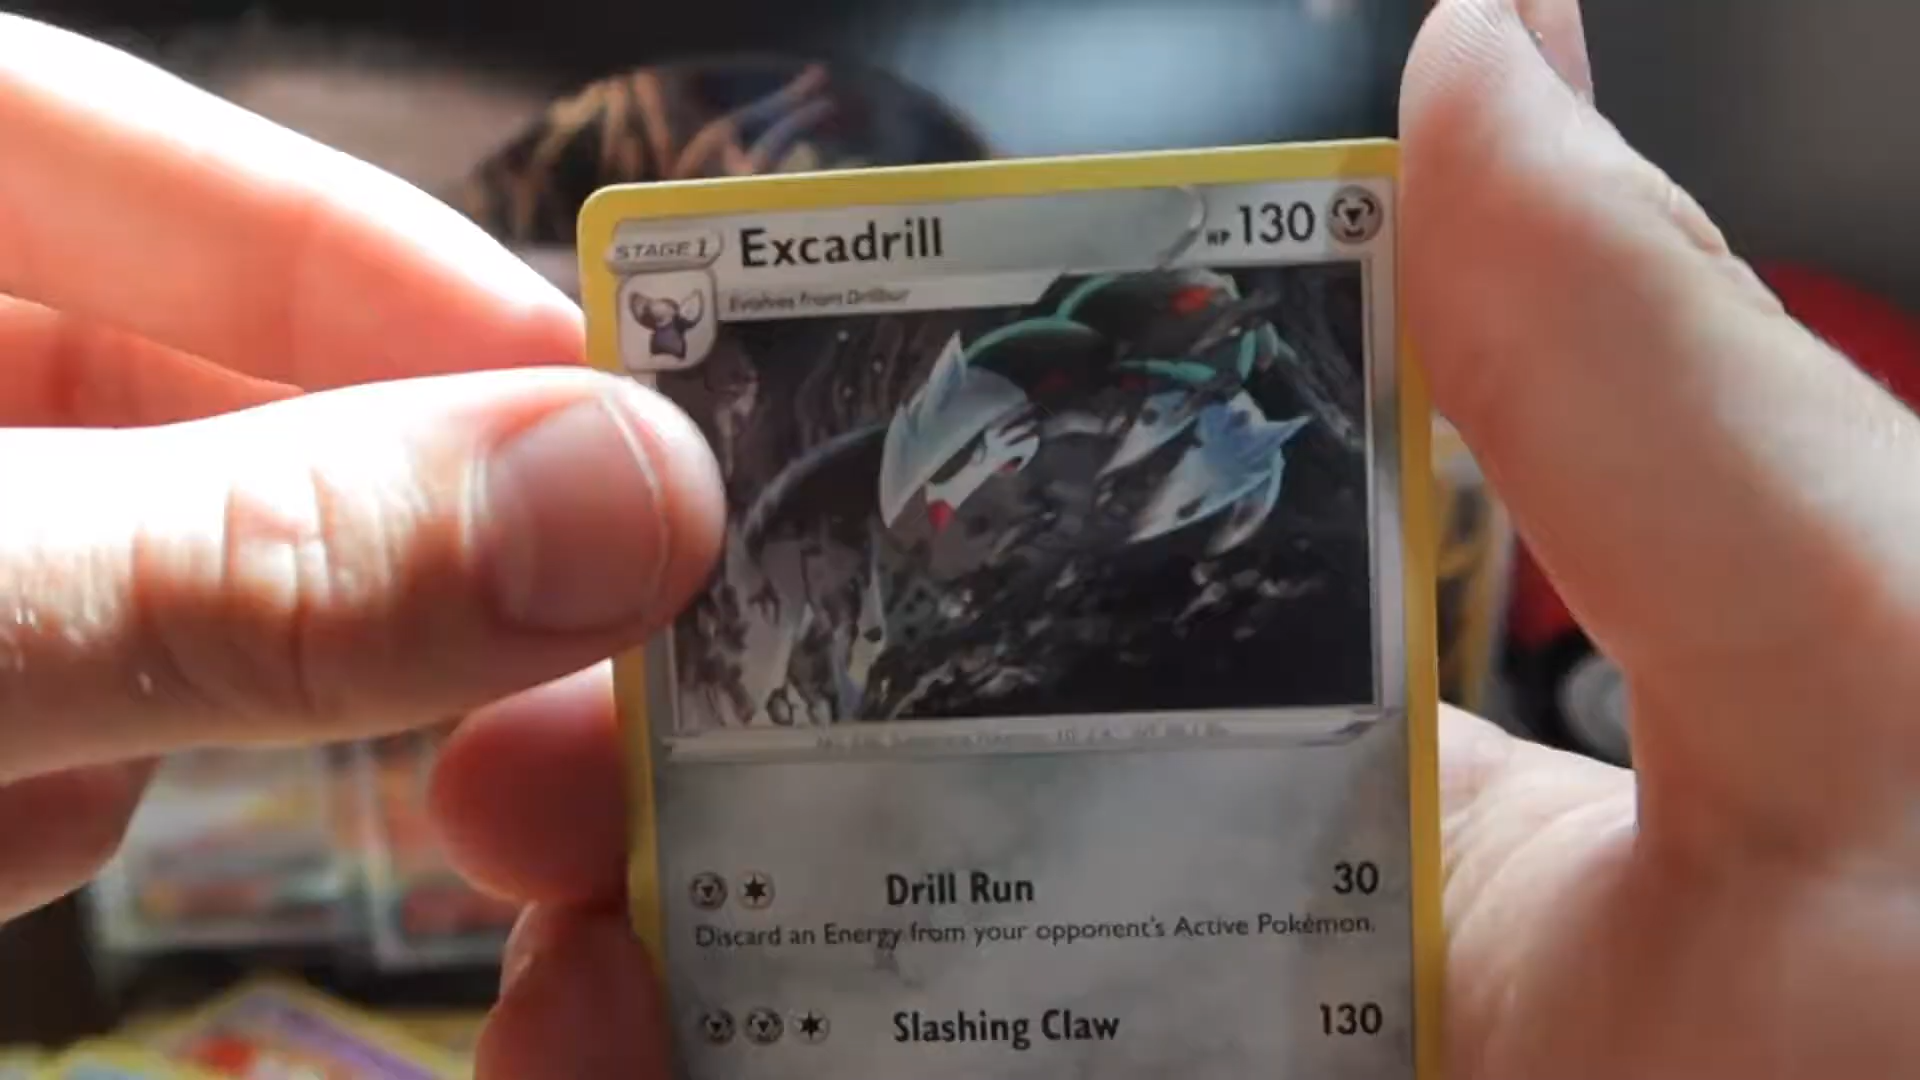 STAGE 1 Excadrill HP 130
Evolves from Drilbur
Drill Run 30
Discard an Energy from your opponent's Active Pokémon.
Slashing Claw 130